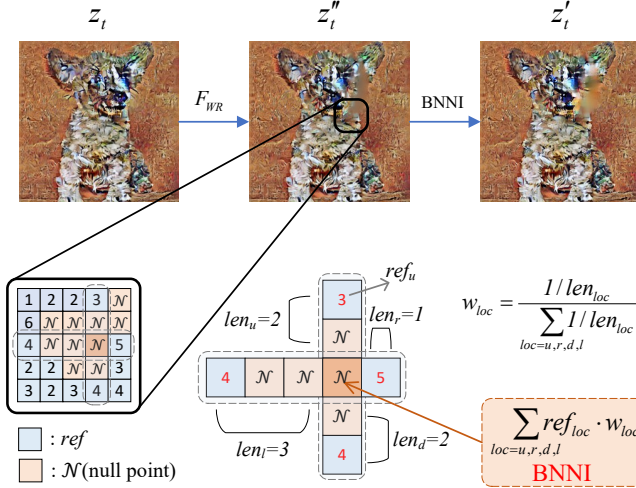 z_t z''_t z'_t
F_WR BNNI
1 2 2 3 𝒩
6 𝒩 𝒩 𝒩 𝒩
4 𝒩 𝒩 𝒩 5
2 2 𝒩 𝒩 3
3 2 3 4 4
: ref
: 𝒩(null point)
ref_u
3
len_u=2
len_r=1
𝒩
4 𝒩 𝒩 𝒩 5
𝒩
len_l=3
len_d=2
4
w_loc = 1/len_loc / ∑_{loc=u,r,d,l} 1/len_loc
∑_{loc=u,r,d,l} ref_loc · w_loc
BNNI